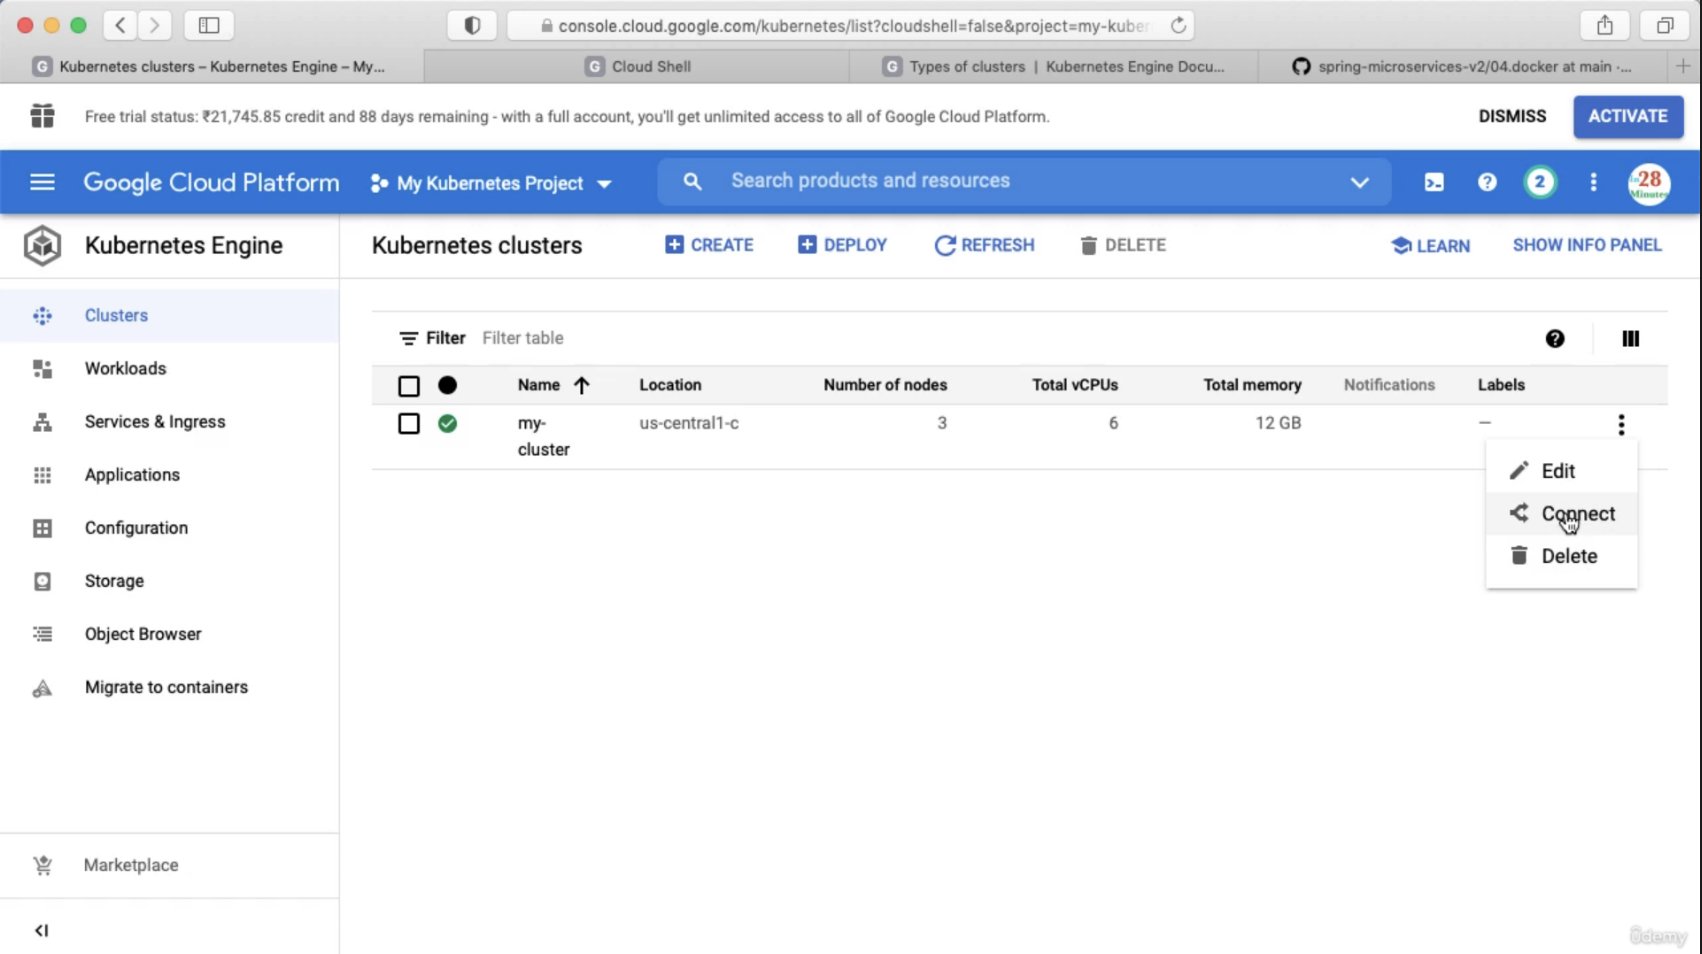 console.cloud.google.com/kubernetes/list?cloudshell=false&project=my-kuber
Kubernetes clusters – Kubernetes Engine – My...
Cloud Shell
Types of clusters | Kubernetes Engine Docu...
spring-microservices-v2/04.docker at main ·...
Free trial status: ₹21,745.85 credit and 88 days remaining - with a full account, you'll get unlimited access to all of Google Cloud Platform.
DISMISS
ACTIVATE
Google Cloud Platform
My Kubernetes Project
Search products and resources
2
in 28 Minutes
Kubernetes Engine
Kubernetes clusters
CREATE
DEPLOY
REFRESH
DELETE
LEARN
SHOW INFO PANEL
Clusters
Workloads
Services & Ingress
Applications
Configuration
Storage
Object Browser
Migrate to containers
Marketplace
Filter Filter table
Name Location Number of nodes Total vCPUs Total memory Notifications Labels
my-cluster us-central1-c 3 6 12 GB –
Edit
Connect
Delete
ûdemy